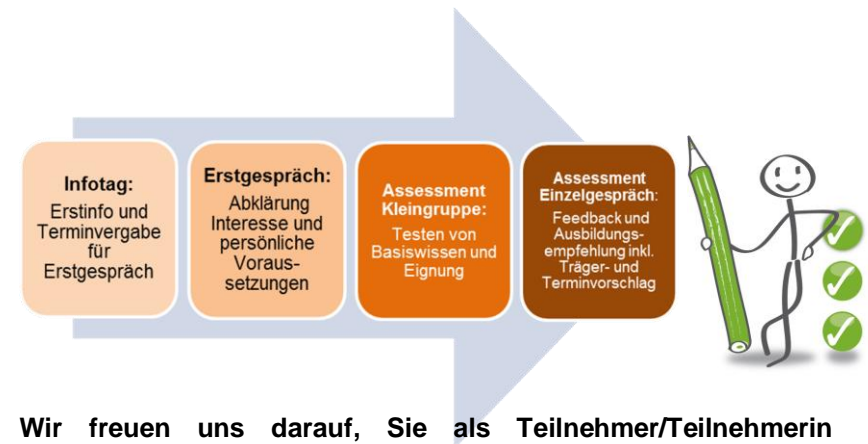 Infotag:
Erstinfo und
Terminvergabe
für
Erstgespräch
Erstgespräch:
Abklärung
Interesse und
persönliche
Voraus-
setzungen
Assessment
Kleingruppe:
Testen von
Basiswissen und
Eignung
Assessment
Einzelgespräch:
Feedback und
Ausbildungs-
empfehlung inkl.
Träger- und
Terminvorschlag
Wir freuen uns darauf, Sie als Teilnehmer/Teilnehmerin